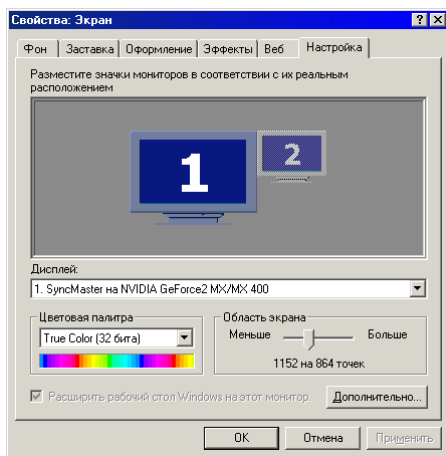 Свойства: Экран
Фон Заставка Оформление Эффекты Веб Настройка
Разместите значки мониторов в соответствии с их реальным
расположением
1 2
Дисплей:
1. SyncMaster на NVIDIA GeForce2 MX/MX 400
Цветовая палитра
True Color (32 бита)
Область экрана
Меньше Больше
1152 на 864 точек
Расширить рабочий стол Windows на этот монитор.
Дополнительно...
OK Отмена Применить